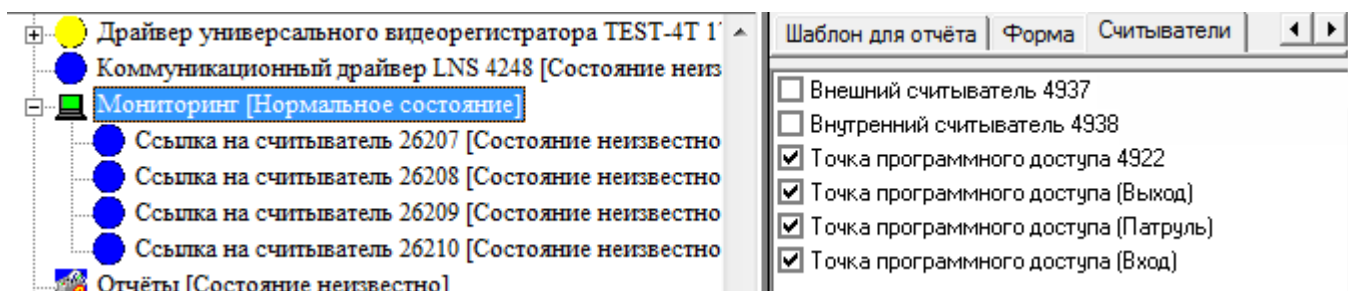 Драйвер универсального видеорегистратора TEST-4T
Коммуникационный драйвер LNS 4248 [Состояние неиз
Мониторинг [Нормальное состояние]
Ссылка на считыватель 26207 [Состояние неизвестно
Ссылка на считыватель 26208 [Состояние неизвестно
Ссылка на считыватель 26209 [Состояние неизвестно
Ссылка на считыватель 26210 [Состояние неизвестно
Отчёты [Состояние неизвестно]
Шаблон для отчёта Форма Считыватели
Внешний считыватель 4937
Внутренний считыватель 4938
Точка программного доступа 4922
Точка программного доступа (Выход)
Точка программного доступа (Патруль)
Точка программного доступа (Вход)